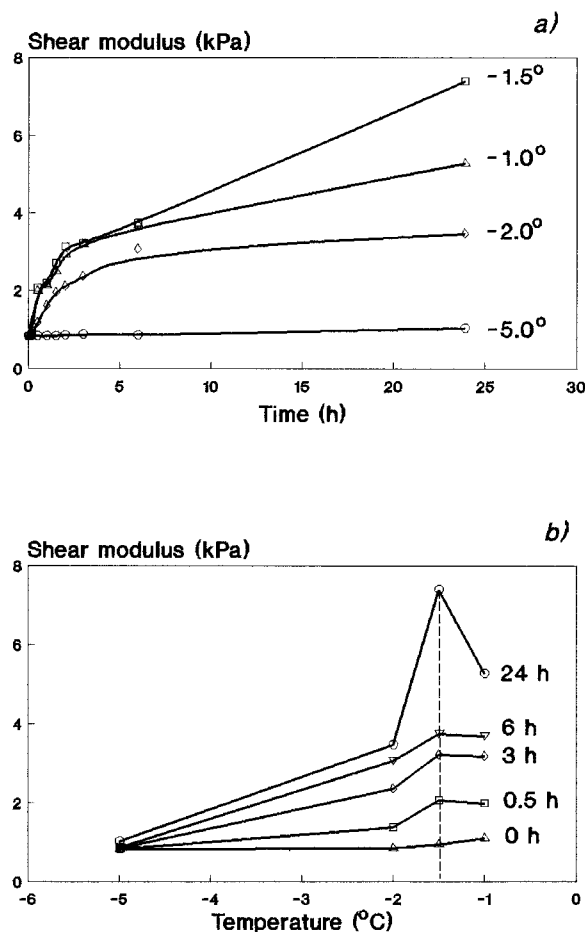 a)
Shear modulus (kPa)
8
6
4
2
0
-1.5°
-1.0°
-2.0°
-5.0°
0 5 10 15 20 25 30
Time (h)
b)
Shear modulus (kPa)
8
6
4
2
0
24 h
6 h
3 h
0.5 h
0 h
-6 -5 -4 -3 -2 -1 0
Temperature (°C)